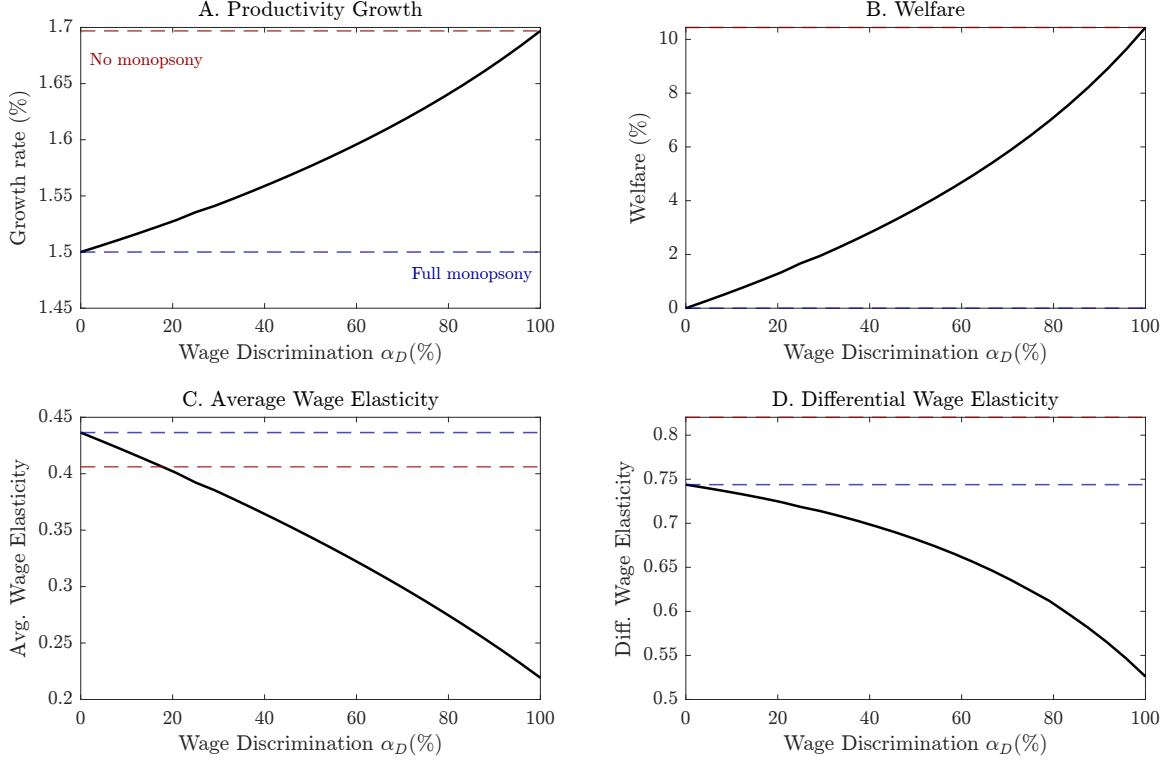 A. Productivity Growth
1.7
1.65
1.6
1.55
1.5
1.45
Growth rate (%)
No monopsony
Full monopsony
0 20 40 60 80 100
Wage Discrimination α_D(%)
B. Welfare
10
8
6
4
2
0
Welfare (%)
0 20 40 60 80 100
Wage Discrimination α_D(%)
C. Average Wage Elasticity
0.45
0.4
0.35
0.3
0.25
0.2
Avg. Wage Elasticity
0 20 40 60 80 100
Wage Discrimination α_D(%)
D. Differential Wage Elasticity
0.8
0.75
0.7
0.65
0.6
0.55
0.5
Diff. Wage Elasticity
0 20 40 60 80 100
Wage Discrimination α_D(%)